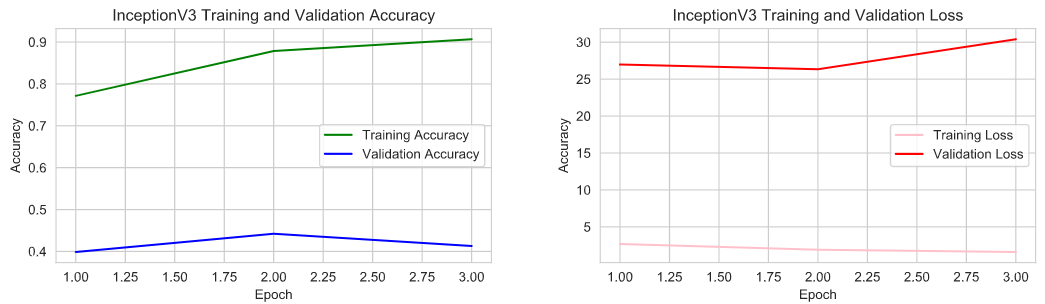 InceptionV3 Training and Validation Accuracy
Accuracy
0.9
0.8
0.7
0.6
0.5
0.4
Training Accuracy
Validation Accuracy
1.00 1.25 1.50 1.75 2.00 2.25 2.50 2.75 3.00
Epoch
InceptionV3 Training and Validation Loss
Accuracy
30
25
20
15
10
5
Training Loss
Validation Loss
1.00 1.25 1.50 1.75 2.00 2.25 2.50 2.75 3.00
Epoch